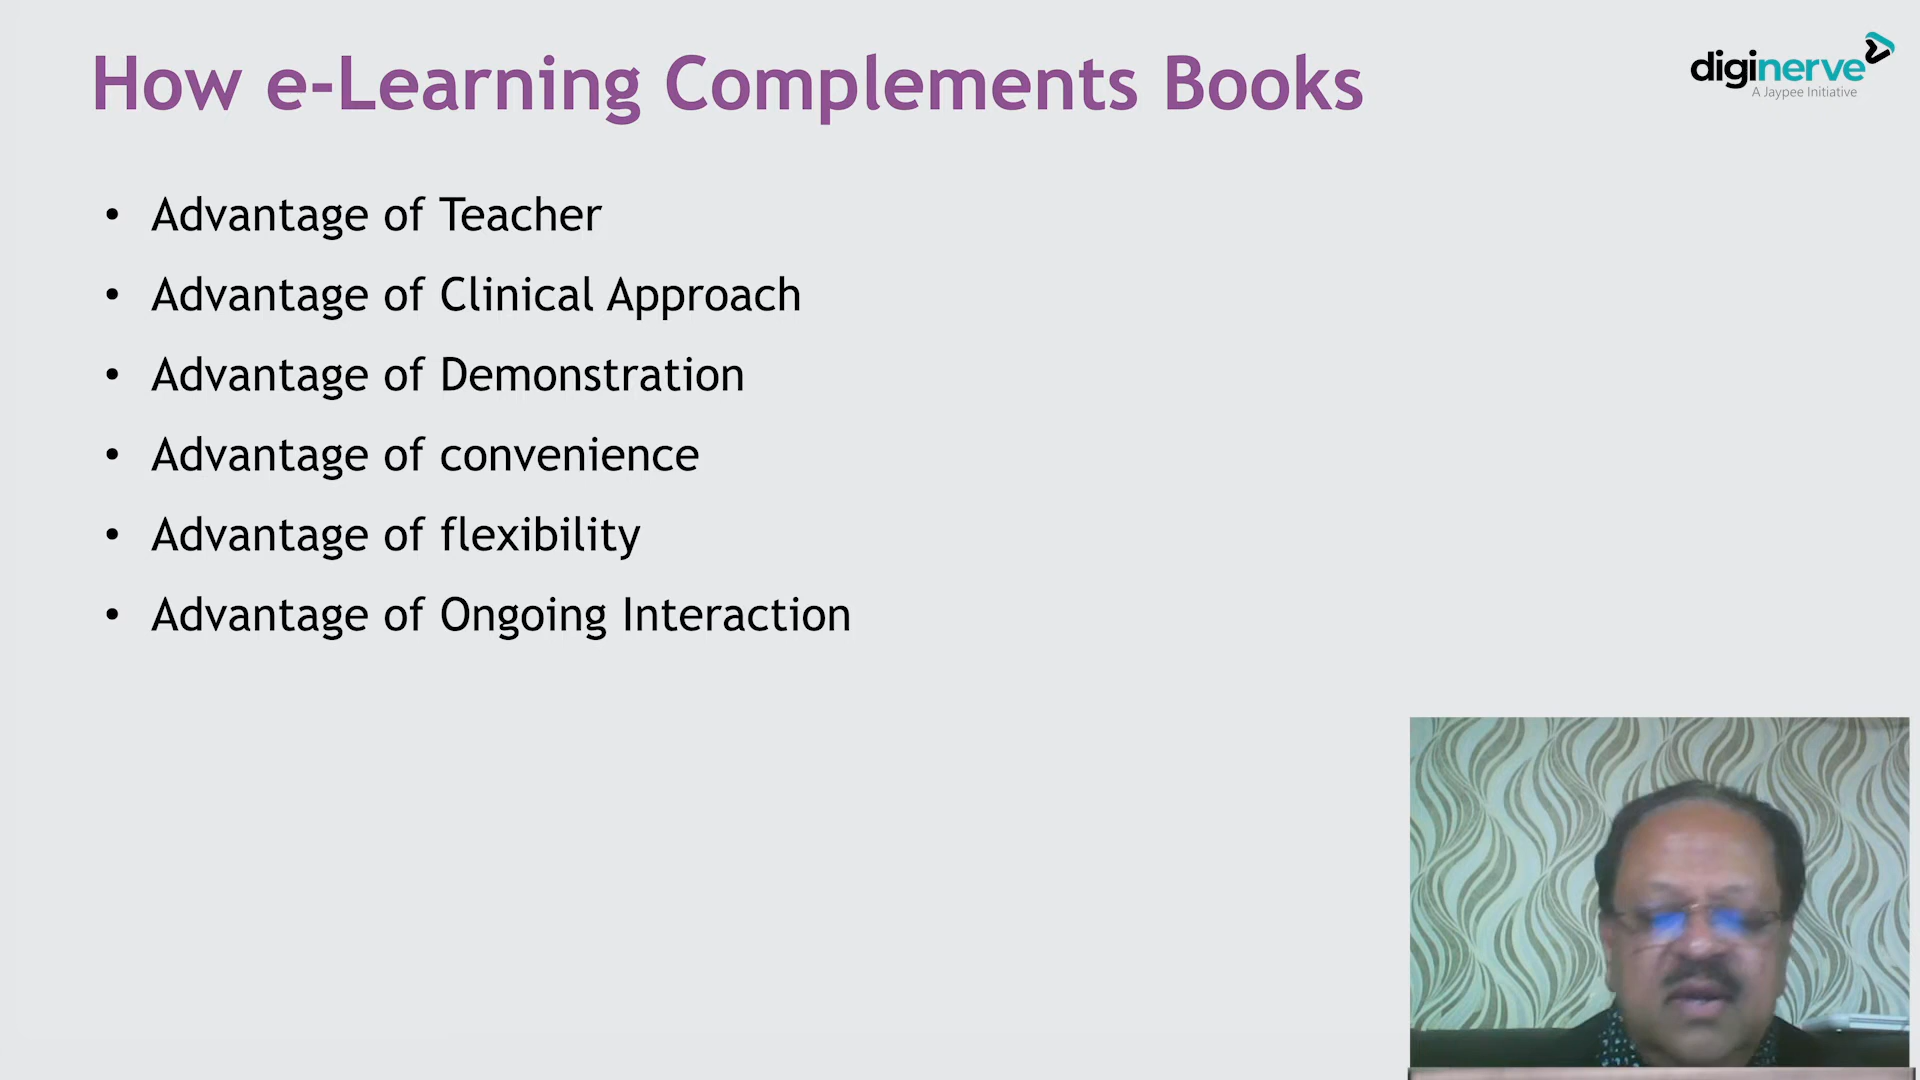 How e-Learning Complements Books
diginerve
A Jaypee Initiative
• Advantage of Teacher
• Advantage of Clinical Approach
• Advantage of Demonstration
• Advantage of convenience
• Advantage of flexibility
• Advantage of Ongoing Interaction